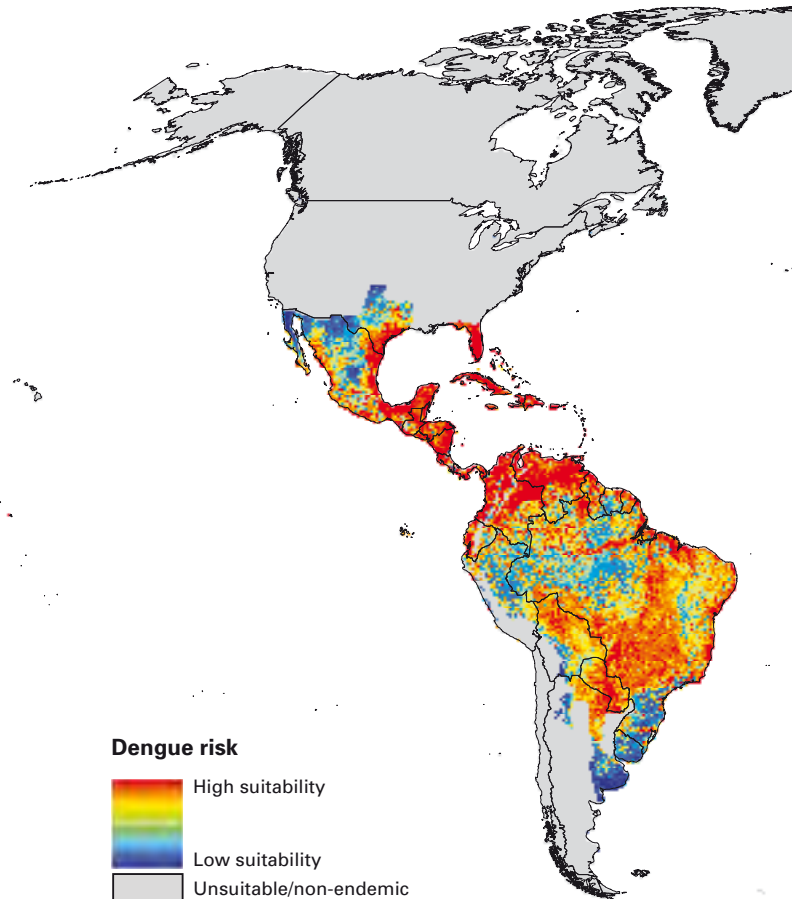 Dengue risk
High suitability
Low suitability
Unsuitable/non-endemic